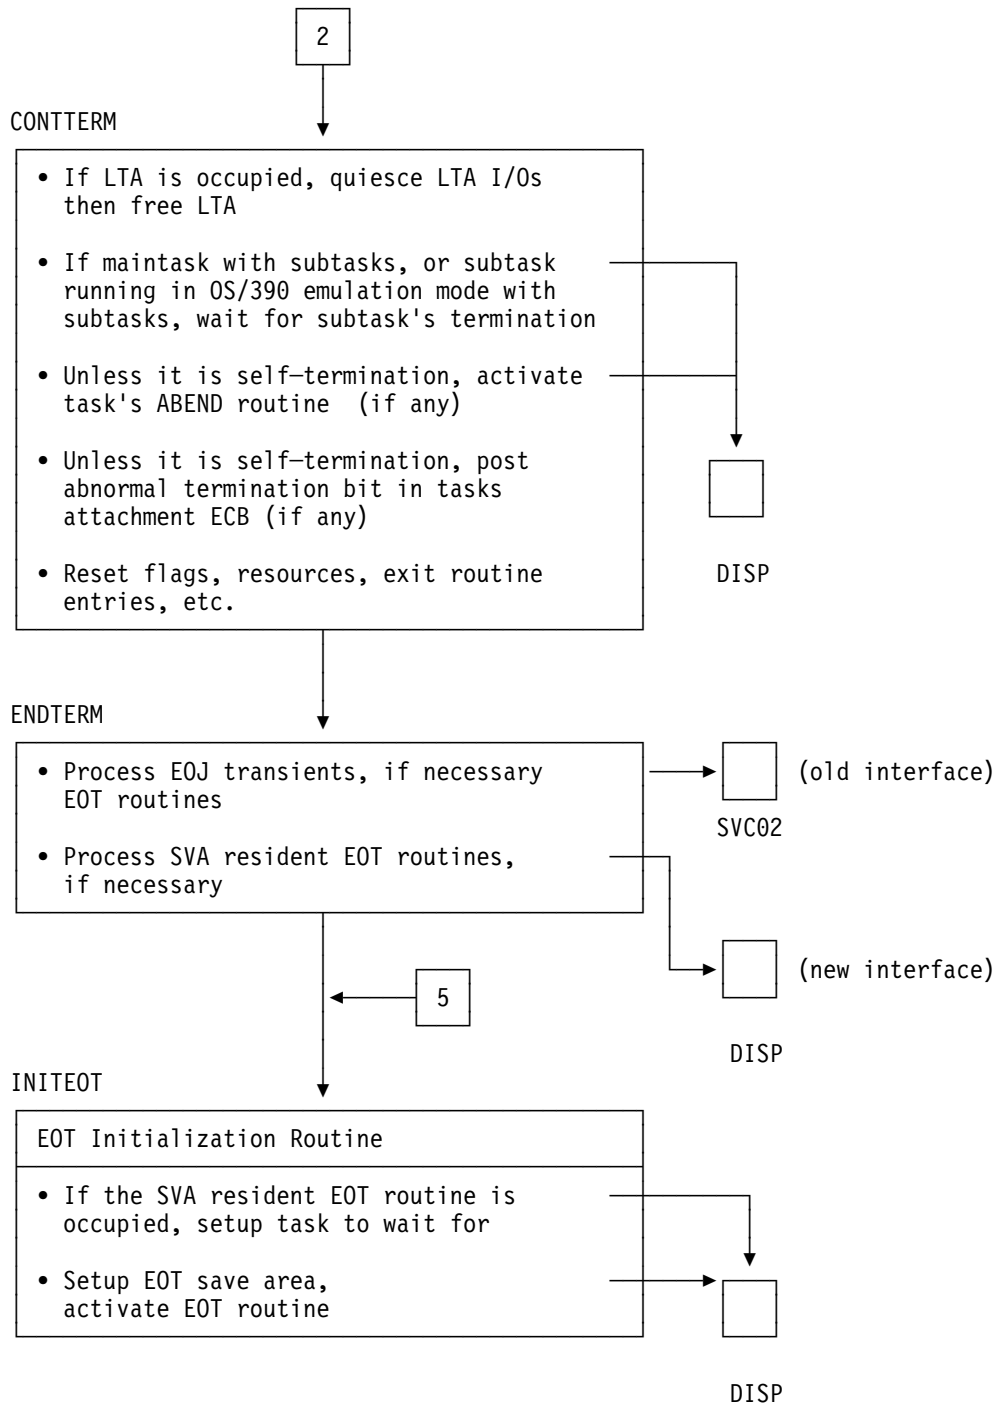 2
CONTTERM
• If LTA is occupied, quiesce LTA I/Os
then free LTA
• If maintask with subtasks, or subtask
running in OS/390 emulation mode with
subtasks, wait for subtask's termination
• Unless it is self—termination, activate
task's ABEND routine (if any)
• Unless it is self—termination, post
abnormal termination bit in tasks
attachment ECB (if any)
• Reset flags, resources, exit routine
entries, etc.
DISP
ENDTERM
• Process EOJ transients, if necessary
EOT routines
(old interface)
SVC02
• Process SVA resident EOT routines,
if necessary
(new interface)
5
DISP
INITEOT
EOT Initialization Routine
• If the SVA resident EOT routine is
occupied, setup task to wait for
• Setup EOT save area,
activate EOT routine
DISP